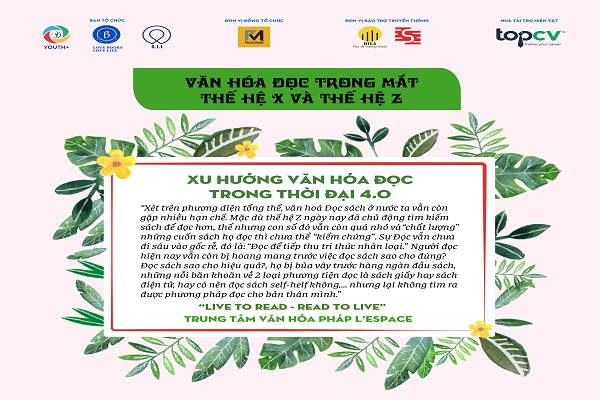 BAN TỔ CHỨC
ĐƠN VỊ ĐỒNG TỔ CHỨC
ĐƠN VỊ BẢO TRỢ TRUYỀN THÔNG
NHÀ TÀI TRỢ HIỆN VẬT
YOUTH+
LOVE BOOKS
LOVE LIFE
RILA
topcv
Follow your career
VĂN HÓA ĐỌC TRONG MẮT
THẾ HỆ X VÀ THẾ HỆ Z
XU HƯỚNG VĂN HÓA ĐỌC
TRONG THỜI ĐẠI 4.0
"Xét trên phương diện tổng thể, văn hoá Đọc sách ở nước ta vẫn còn
gặp nhiều hạn chế. Mặc dù thế hệ Z ngày nay đã chủ động tìm kiếm
sách để đọc hơn, thế nhưng con số đó vẫn còn quá nhỏ và "chất lượng"
những cuốn sách họ đọc thì chưa thể "kiểm chứng". Sự Đọc vẫn chưa
đi sâu vào gốc rễ, đó là: "Đọc để tiếp thu tri thức nhân loại." Người đọc
hiện nay vẫn còn bị hoang mang trước việc đọc sách sao cho đúng?
Đọc sách sao cho hiệu quả?, họ bị bủa vây trước hàng ngàn đầu sách,
những nỗi băn khoăn về 2 loại phương tiện đọc là sách giấy hay sách
điện tử, hay có nên đọc sách self-helf không,... nhưng lại không tìm ra
được phương pháp đọc cho bản thân mình."
"LIVE TO READ - READ TO LIVE"
TRUNG TÂM VĂN HÓA PHÁP L'ESPACE